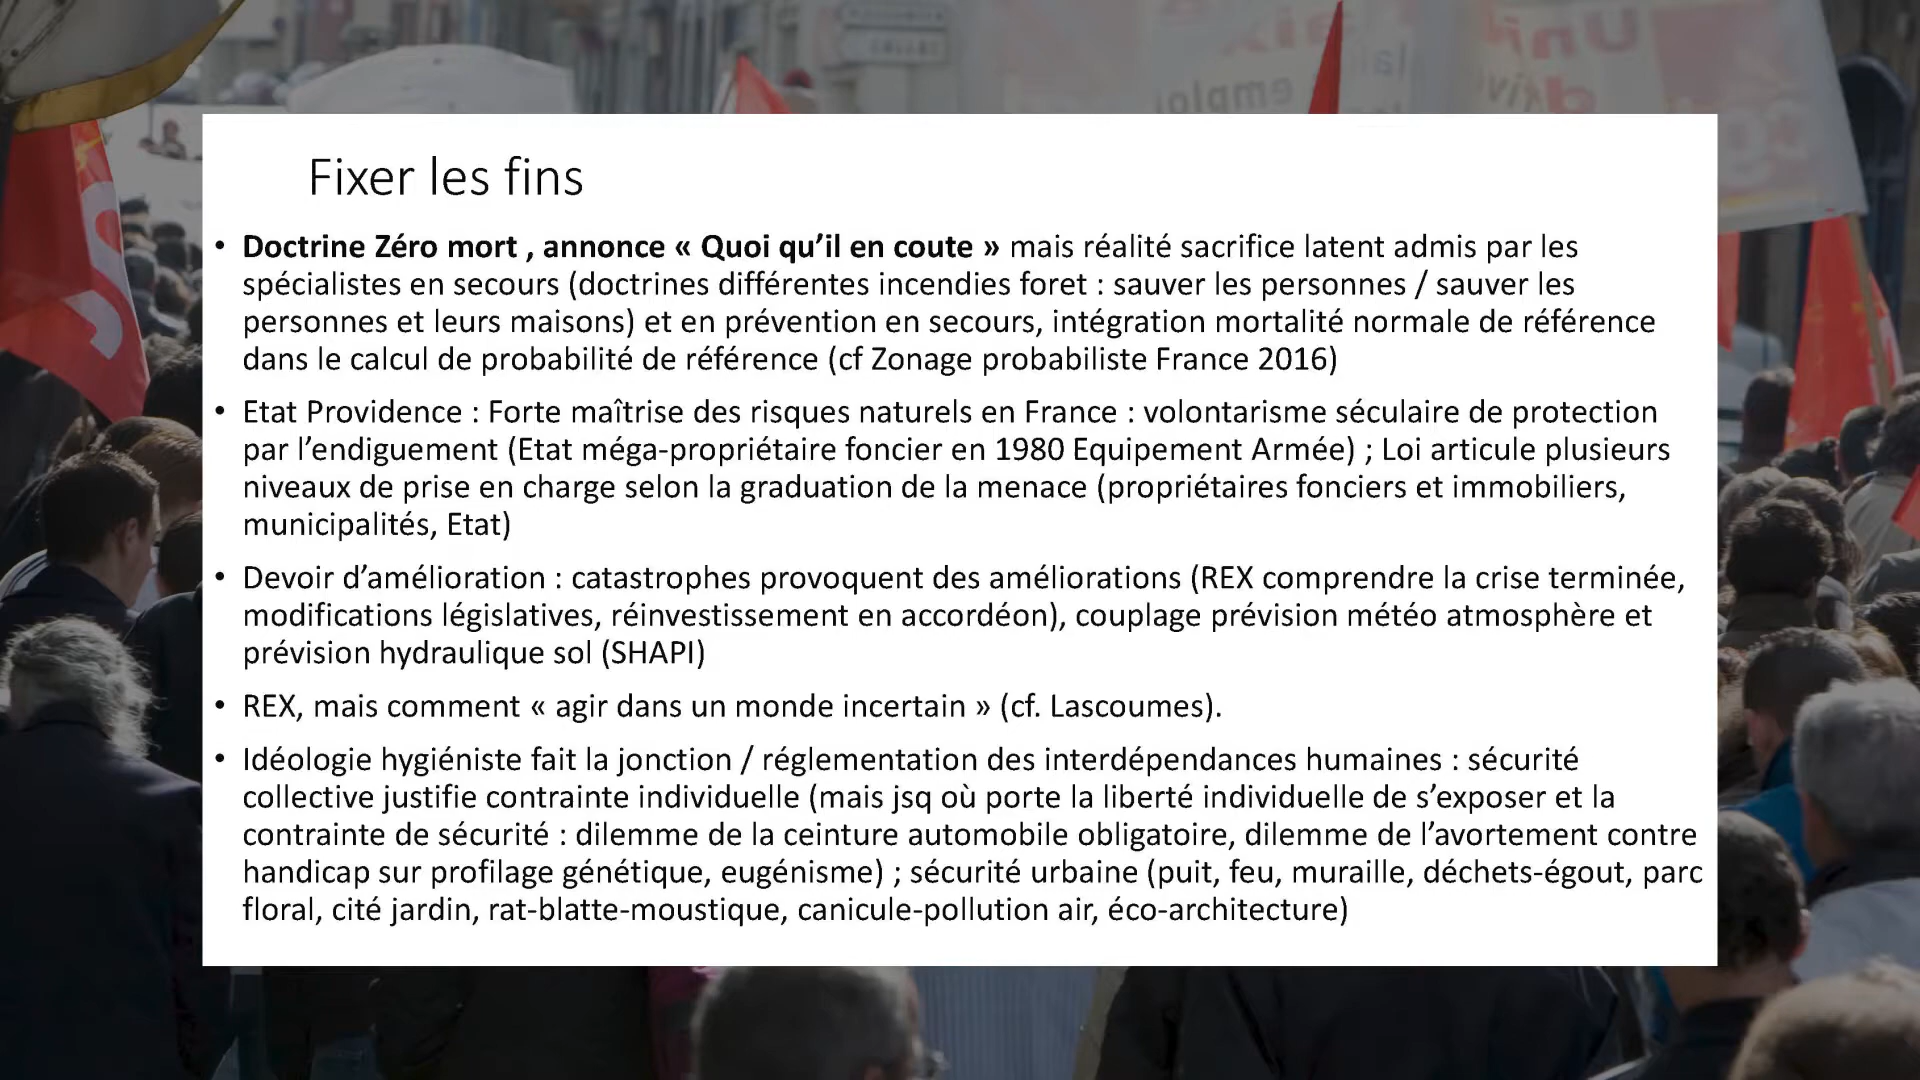 Fixer les fins
• Doctrine Zéro mort , annonce « Quoi qu’il en coute » mais réalité sacrifice latent admis par les
spécialistes en secours (doctrines différentes incendies foret : sauver les personnes / sauver les
personnes et leurs maisons) et en prévention en secours, intégration mortalité normale de référence
dans le calcul de probabilité de référence (cf Zonage probabiliste France 2016)
• Etat Providence : Forte maîtrise des risques naturels en France : volontarisme séculaire de protection
par l’endiguement (Etat méga-propriétaire foncier en 1980 Equipement Armée) ; Loi articule plusieurs
niveaux de prise en charge selon la graduation de la menace (propriétaires fonciers et immobiliers,
municipalités, Etat)
• Devoir d’amélioration : catastrophes provoquent des améliorations (REX comprendre la crise terminée,
modifications législatives, réinvestissement en accordéon), couplage prévision météo atmosphère et
prévision hydraulique sol (SHAPI)
• REX, mais comment « agir dans un monde incertain » (cf. Lascoumes).
• Idéologie hygiéniste fait la jonction / réglementation des interdépendances humaines : sécurité
collective justifie contrainte individuelle (mais jsq où porte la liberté individuelle de s’exposer et la
contrainte de sécurité : dilemme de la ceinture automobile obligatoire, dilemme de l’avortement contre
handicap sur profilage génétique, eugénisme) ; sécurité urbaine (puit, feu, muraille, déchets-égout, parc
floral, cité jardin, rat-blatte-moustique, canicule-pollution air, éco-architecture)